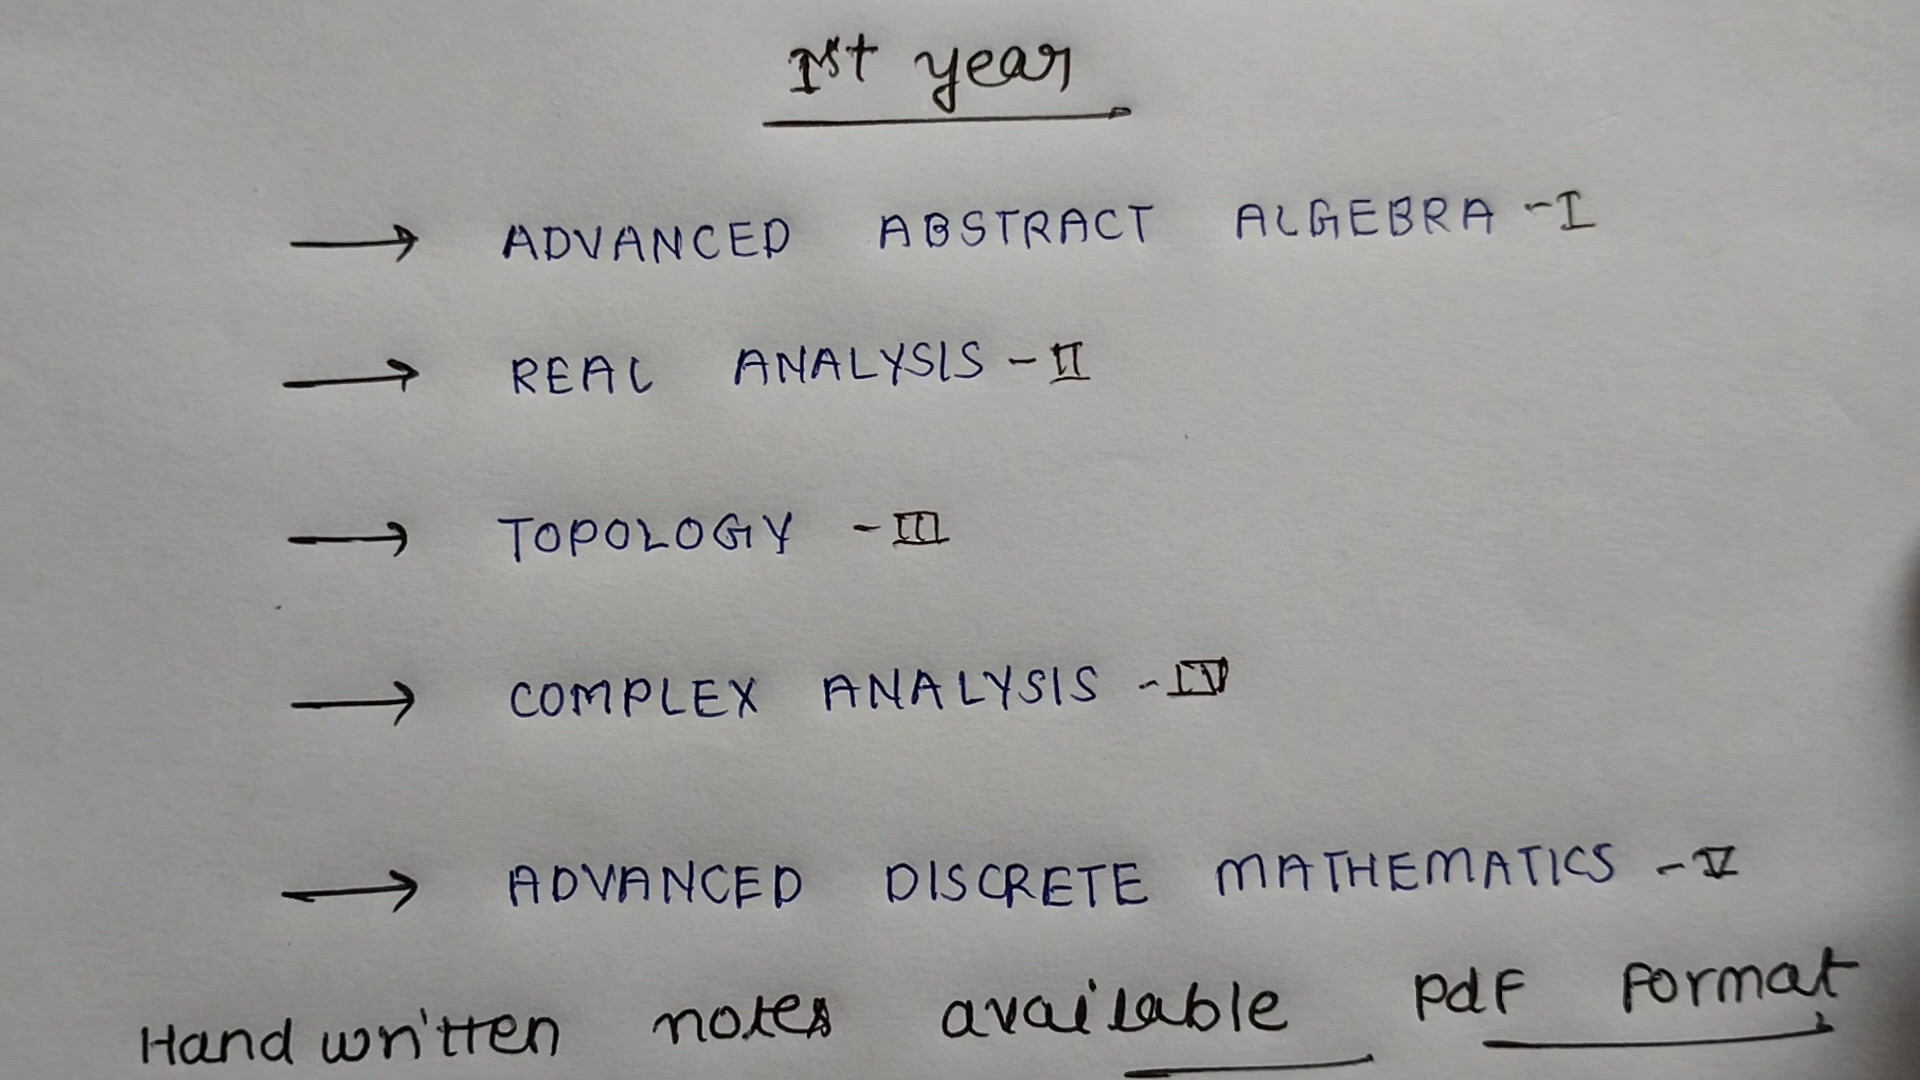 1st year
→ ADVANCED ABSTRACT ALGEBRA - I
→ REAL ANALYSIS - II
→ TOPOLOGY - III
→ COMPLEX ANALYSIS - IV
→ ADVANCED DISCRETE MATHEMATICS - V
Hand written notes available pdf format